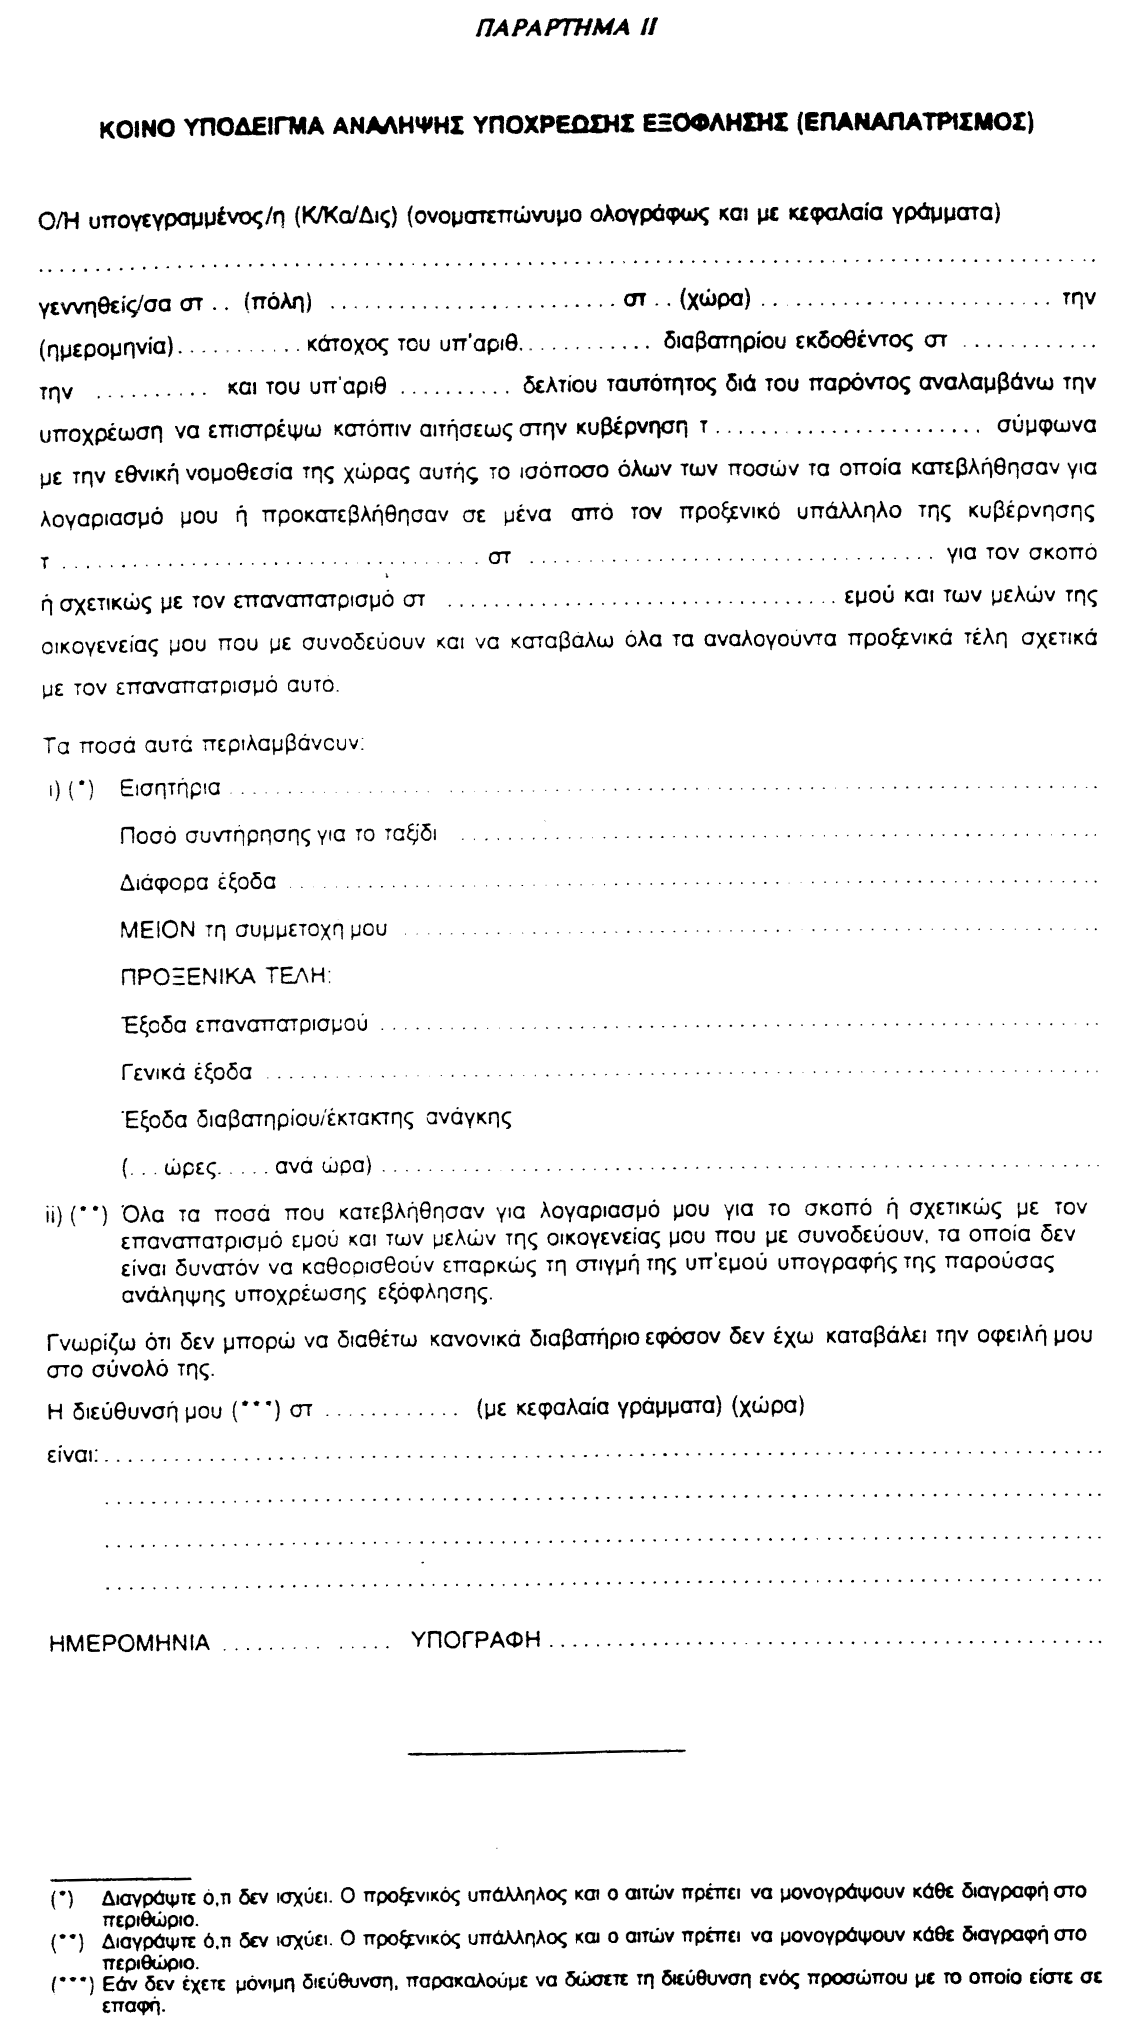 ΠΑΡΑΡΤΗΜΑ ΙΙ
ΚΟΙΝΟ ΥΠΟΔΕΙΓΜΑ ΑΝΑΛΗΨΗΣ ΥΠΟΧΡΕΩΣΗΣ ΕΞΟΦΛΗΣΗΣ (ΕΠΑΝΑΠΑΤΡΙΣΜΟΣ)
Ο/Η υπογεγραμμένος/η (Κ/Κα/Δις) (ονοματεπώνυμο ολογράφως και με κεφαλαία γράμματα)
..........................................................................................
γεννηθείς/σα στ .. (πόλη) .......................... στ .. (χώρα) .......................... την
(ημερομηνία)........... κάτοχος του υπ'αριθ............ διαβατηρίου εκδοθέντος στ ............
την .......... και του υπ'αριθ .......... δελτίου ταυτότητος διά του παρόντος αναλαμβάνω την
υποχρέωση να επιστρέψω κατόπιν αιτήσεως στην κυβέρνηση τ........................ σύμφωνα
με την εθνική νομοθεσία της χώρας αυτής, το ισόποσο όλων των ποσών τα οποία κατεβλήθησαν για
λογαριασμό μου ή προκατεβλήθησαν σε μένα από τον προξενικό υπάλληλο της κυβέρνησης
τ ..................................... στ ..................................... για τον σκοπό
ή σχετικώς με τον επαναπατρισμό στ ................................... εμού και των μελών της
οικογενείας μου που με συνοδεύουν και να καταβάλω όλα τα αναλογούντα προξενικά τέλη σχετικά
με τον επαναπατρισμό αυτό.
Τα ποσά αυτά περιλαμβάνουν:
i) (*) Εισητήρια ..........................................................................
Ποσό συντήρησης για το ταξίδι ..........................................................
Διάφορα έξοδα ..........................................................................
ΜΕΙΟΝ τη συμμετοχη μου ...............................................................
ΠΡΟΞΕΝΙΚΑ ΤΕΛΗ:
Έξοδα επαναπατρισμού .................................................................
Γενικά έξοδα ..........................................................................
Έξοδα διαβατηρίου/έκτακτης ανάγκης
(... ώρες..... ανά ώρα) .................................................................
ii) (**) Όλα τα ποσά που κατεβλήθησαν για λογαριασμό μου για το σκοπό ή σχετικώς με τον
επαναπατρισμό εμού και των μελών της οικογενείας μου που με συνοδεύουν, τα οποία δεν
είναι δυνατόν να καθορισθούν επαρκώς τη στιγμή της υπ'εμού υπογραφής της παρούσας
ανάληψης υποχρέωσης εξόφλησης.
Γνωρίζω ότι δεν μπορώ να διαθέτω κανονικά διαβατήριο εφόσον δεν έχω καταβάλει την οφειλή μου
στο σύνολό της.
Η διεύθυνσή μου (***) στ ............ (με κεφαλαία γράμματα) (χώρα)
είναι:.....................................................................................
.....................................................................................
.....................................................................................
.....................................................................................
ΗΜΕΡΟΜΗΝΙΑ ............... ΥΠΟΓΡΑΦΗ ..................................................
(*) Διαγράψτε ό,τι δεν ισχύει. Ο προξενικός υπάλληλος και ο αιτών πρέπει να μονογράψουν κάθε διαγραφή στο
περιθώριο.
(**) Διαγράψτε ό,τι δεν ισχύει. Ο προξενικός υπάλληλος και ο αιτών πρέπει να μονογράψουν κάθε διαγραφή στο
περιθώριο.
(***) Εάν δεν έχετε μόνιμη διεύθυνση, παρακαλούμε να δώσετε τη διεύθυνση ενός προσώπου με το οποίο είστε σε
επαφή.